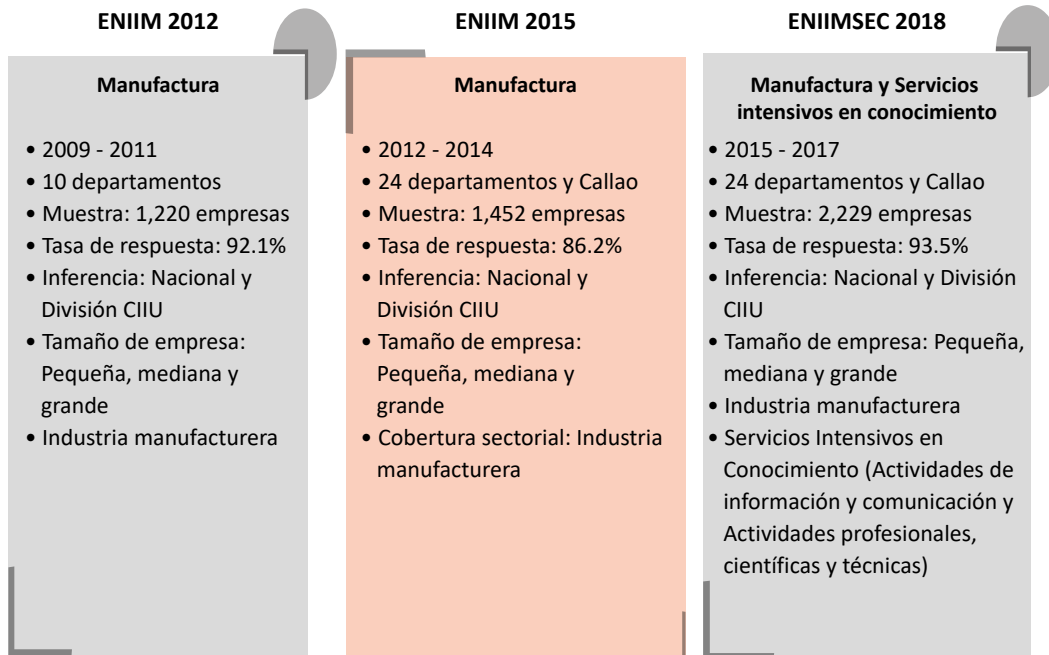 ENIIM 2012
Manufactura
• 2009 - 2011
• 10 departamentos
• Muestra: 1,220 empresas
• Tasa de respuesta: 92.1%
• Inferencia: Nacional y
División CIIU
• Tamaño de empresa:
Pequeña, mediana y
grande
• Industria manufacturera
ENIIM 2015
Manufactura
• 2012 - 2014
• 24 departamentos y Callao
• Muestra: 1,452 empresas
• Tasa de respuesta: 86.2%
• Inferencia: Nacional y
División CIIU
• Tamaño de empresa:
Pequeña, mediana y
grande
• Cobertura sectorial: Industria
manufacturera
ENIIMSEC 2018
Manufactura y Servicios
intensivos en conocimiento
• 2015 - 2017
• 24 departamentos y Callao
• Muestra: 2,229 empresas
• Tasa de respuesta: 93.5%
• Inferencia: Nacional y División
CIIU
• Tamaño de empresa: Pequeña,
mediana y grande
• Industria manufacturera
• Servicios Intensivos en
Conocimiento (Actividades de
información y comunicación y
Actividades profesionales,
científicas y técnicas)